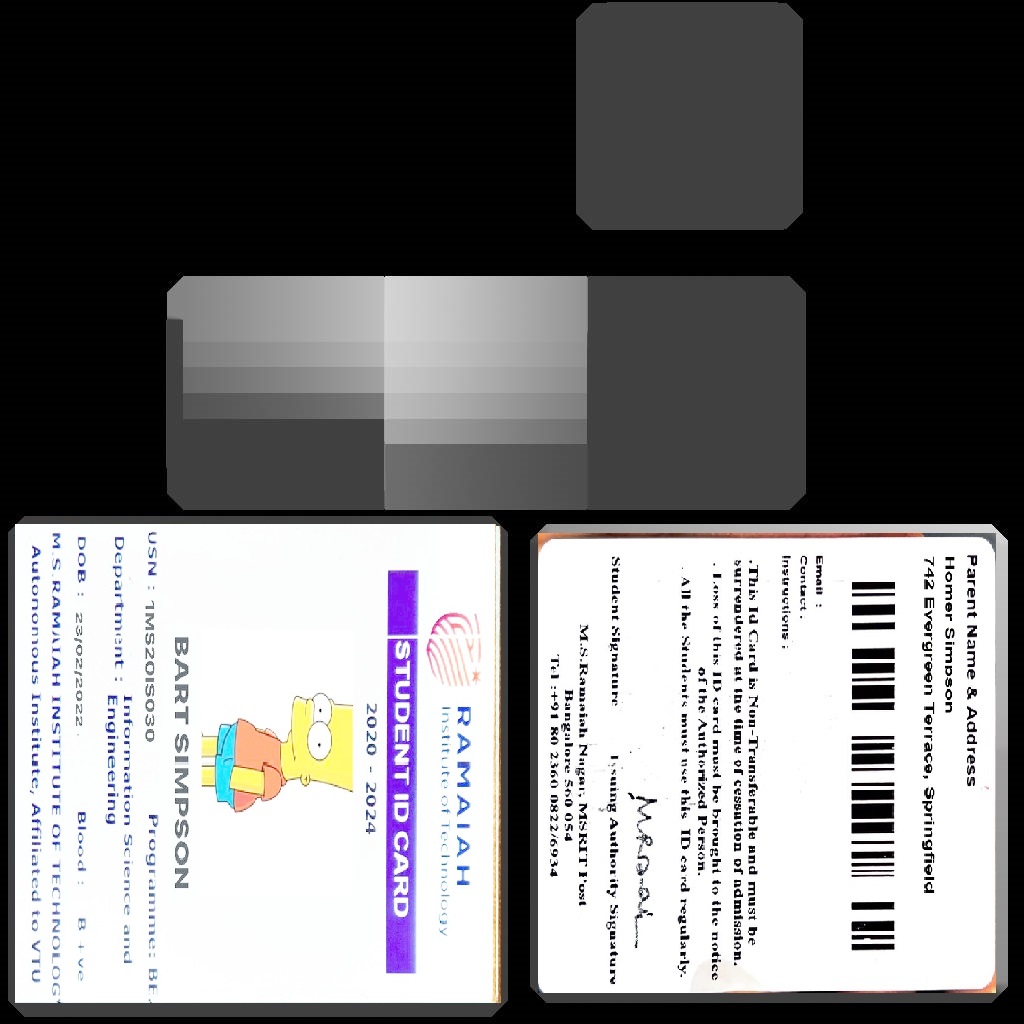 RAMAIAH
Institute of Technology
STUDENT ID CARD
2020 - 2024
BART SIMPSON
USN : 1MS20IS030 Programme: BE.
Department : Information Science and
Engineering
DOB : 23/02/2022 . Blood : B +ve
M.S.RAMAIAH INSTITUTE OF TECHNOLOGY
Autonomous Institute, Affiliated to VTU
Parent Name & Address
Homer Simpson
742 Evergreen Terrace, Springfield
Email :
Contact .
Instructions :
.This Id Card is Non-Transferable and must be
surrendered at the time of cessation of admission.
. Loss of this ID card must be brought to the notice
of the Authorized Person.
. All the Students must use this ID card regularly.
Student Signature Issuing Authority Signature
M.S.Ramaiah Nagar, MSRIT Post
Bangalore 560 054
Tel :+91 80 2360 0822/6934